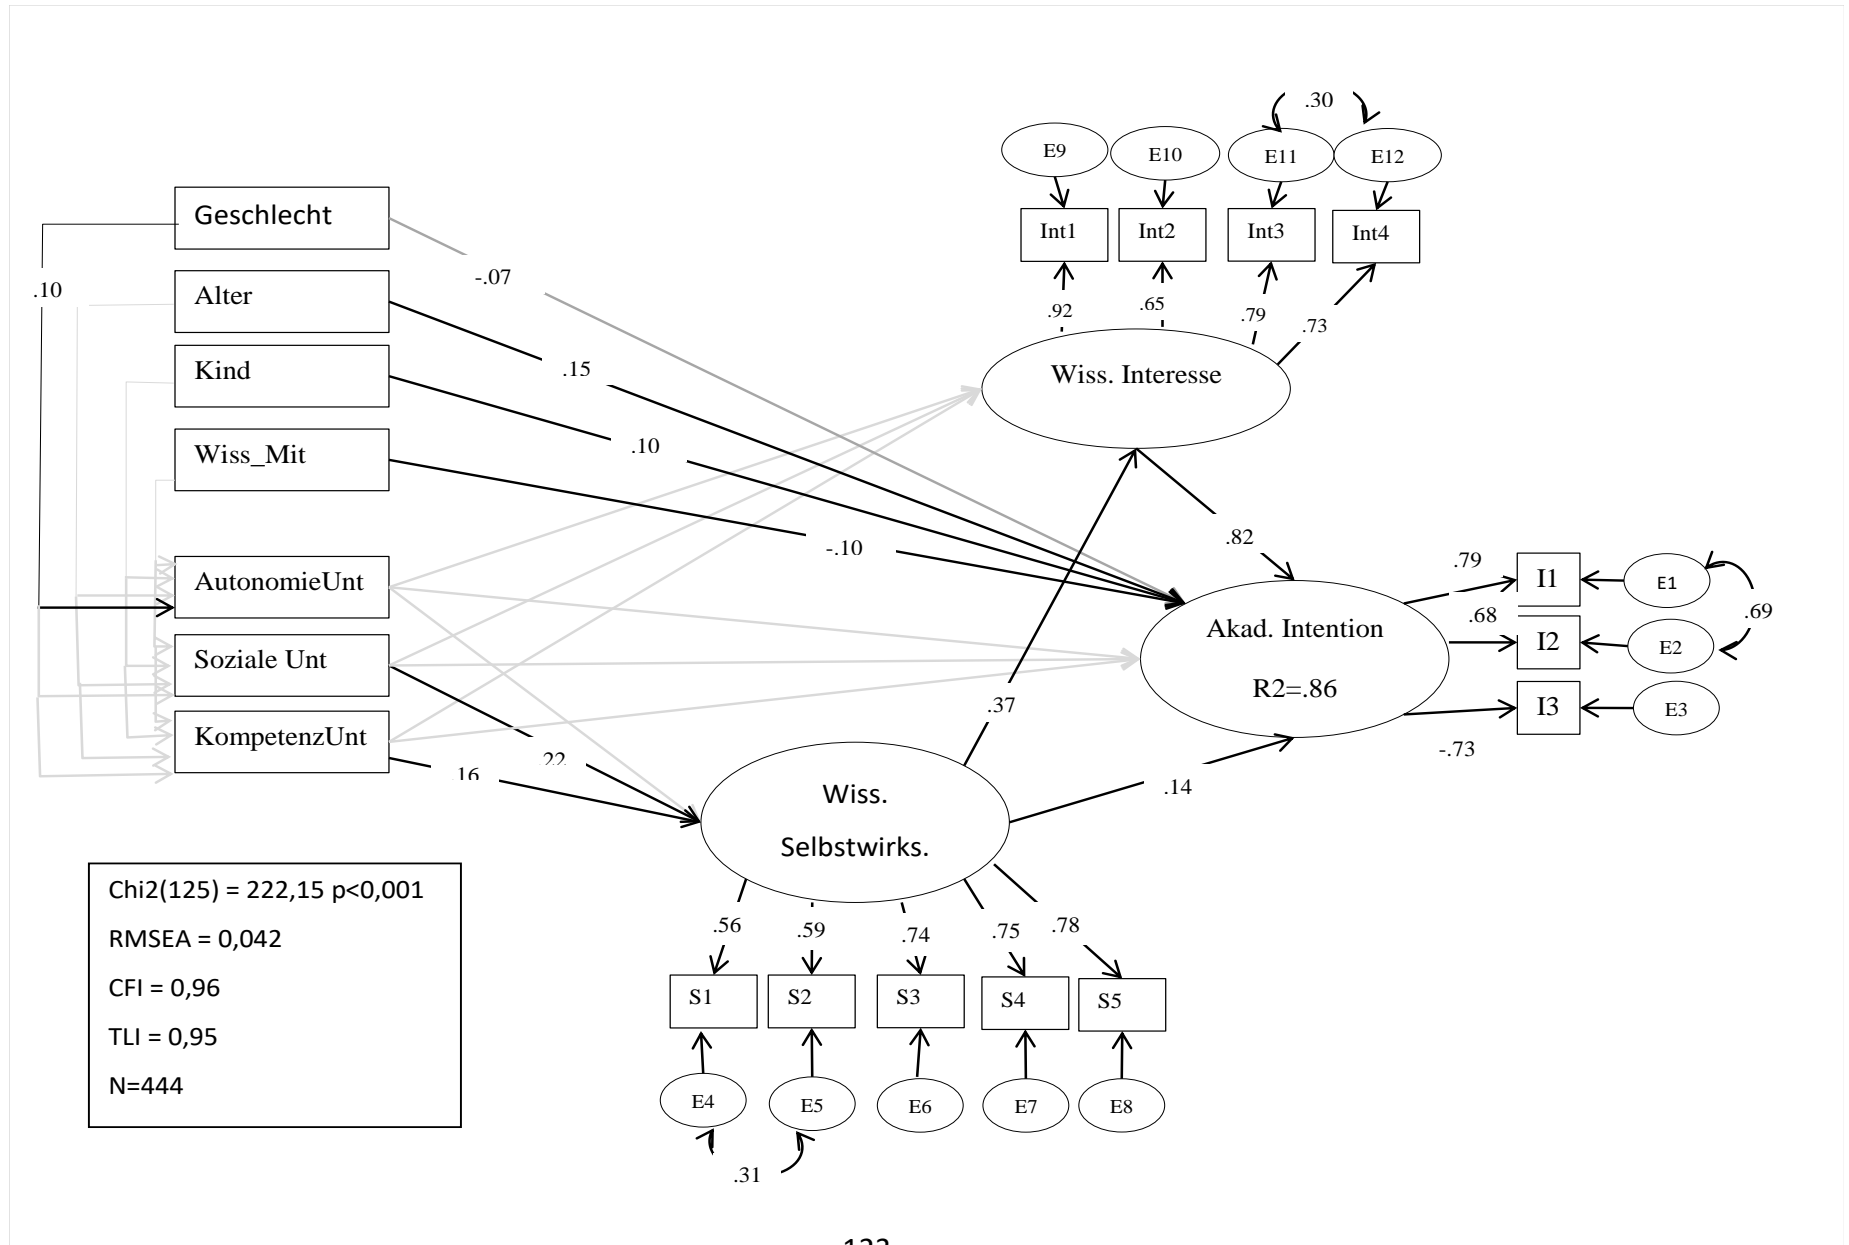 .30
E9
E10
E11
E12
Geschlecht
Int1
Int2
Int3
Int4
-.07
.10
Alter
.92
.65
.79
.73
Kind
.15
Wiss. Interesse
.10
Wiss_Mit
-.10
.82
AutonomieUnt
.79
I1
E1
.68
.69
Akad. Intention
Soziale Unt
I2
E2
R2=.86
.37
I3
E3
KompetenzUnt
-.73
.22
.16
.14
Wiss.
Selbstwirks.
Chi2(125) = 222,15 p<0,001
RMSEA = 0,042
CFI = 0,96
TLI = 0,95
N=444
.56
.59
.74
.75
.78
S1
S2
S3
S4
S5
E4
E5
E6
E7
E8
.31